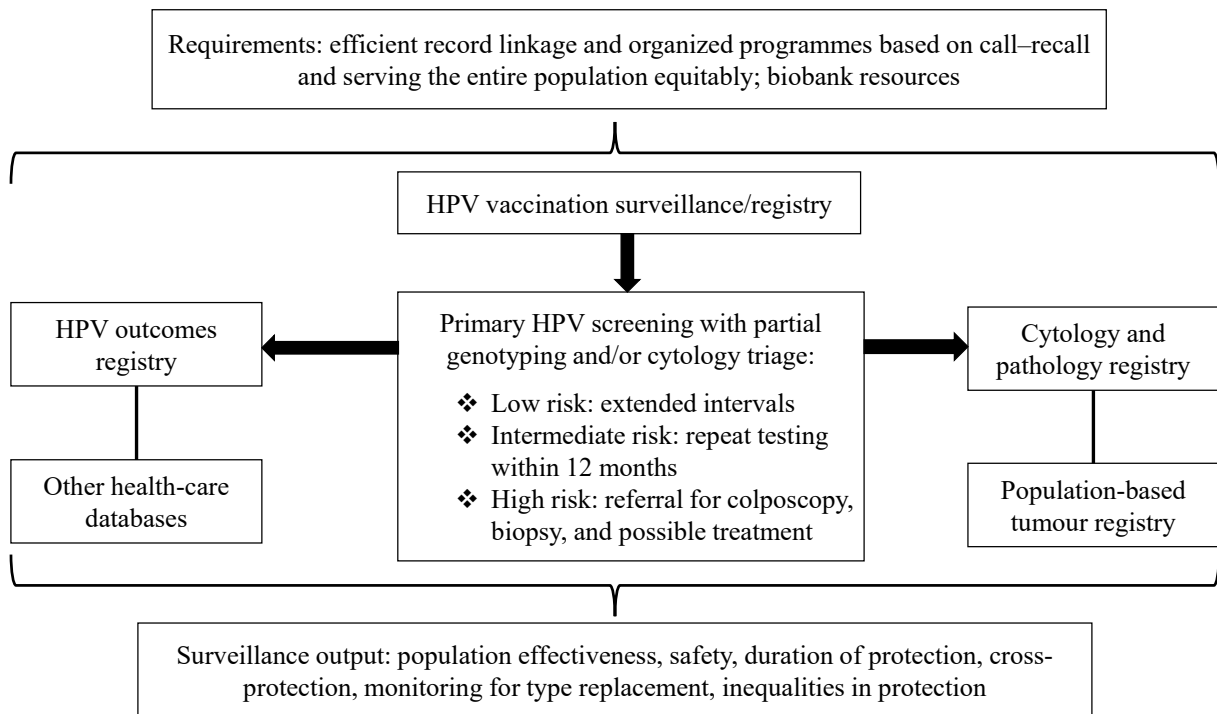 Requirements: efficient record linkage and organized programmes based on call–recall
and serving the entire population equitably; biobank resources
HPV vaccination surveillance/registry
HPV outcomes
registry
Other health-care
databases
Primary HPV screening with partial
genotyping and/or cytology triage:
❖ Low risk: extended intervals
❖ Intermediate risk: repeat testing
within 12 months
❖ High risk: referral for colposcopy,
biopsy, and possible treatment
Cytology and
pathology registry
Population-based
tumour registry
Surveillance output: population effectiveness, safety, duration of protection, cross-
protection, monitoring for type replacement, inequalities in protection